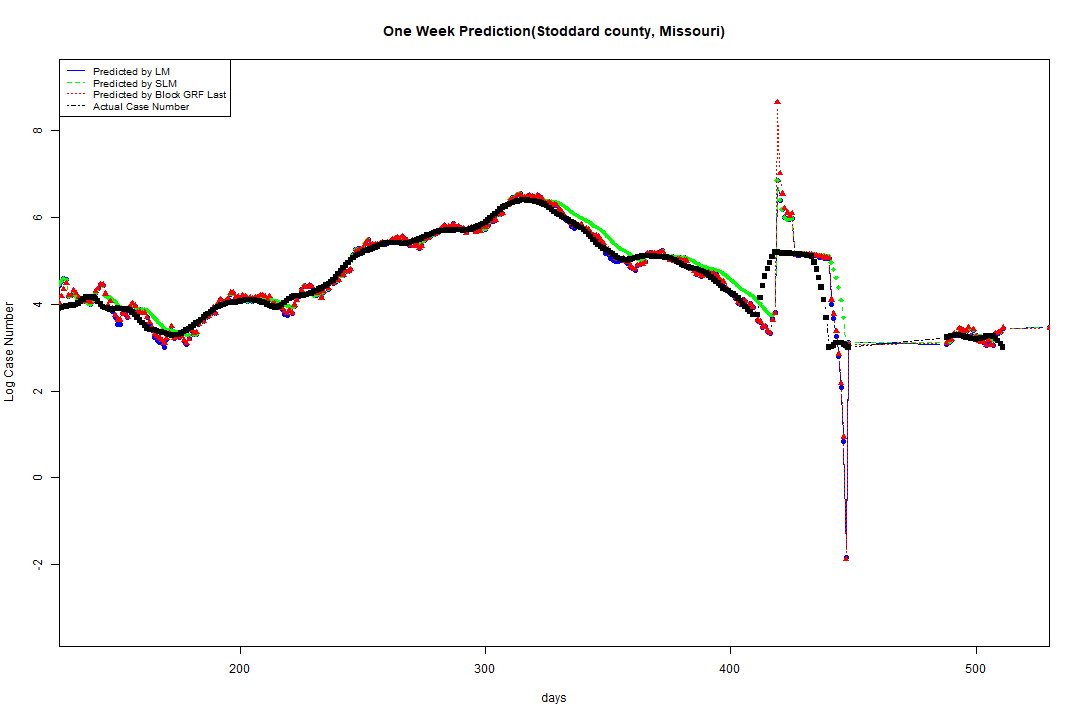 One Week Prediction(Stoddard county, Missouri)
Predicted by LM
Predicted by SLM
Predicted by Block GRF Last
Actual Case Number
8
6
4
2
0
-2
Log Case Number
200 300 400 500
days